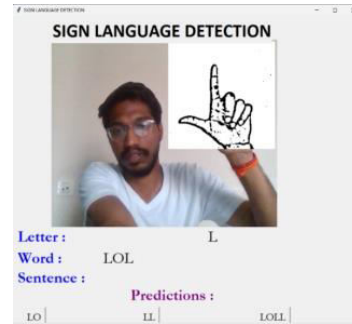 SIGN LANGUAGE DETECTION
SIGN LANGUAGE DETECTION
Letter : L
Word : LOL
Sentence :
Predictions :
LO LL LOLL